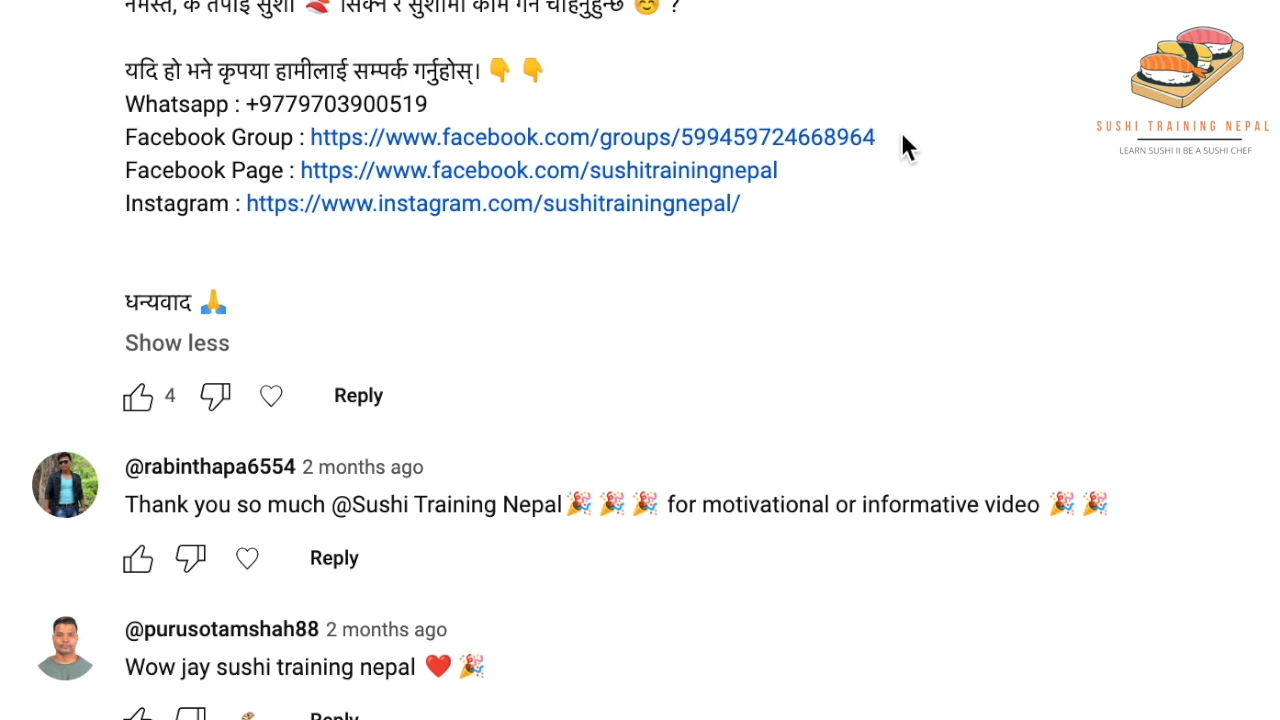 यदि हो भने कृपया हामीलाई सम्पर्क गर्नुहोस्। 👇 👇
Whatsapp : +9779703900519
Facebook Group : https://www.facebook.com/groups/599459724668964
Facebook Page : https://www.facebook.com/sushitrainingnepal
Instagram : https://www.instagram.com/sushitrainingnepal/
SUSHI TRAINING NEPAL
LEARN SUSHI II BE A SUSHI CHEF
धन्यवाद 🙏
Show less
4 Reply
@rabinthapa6554 2 months ago
Thank you so much @Sushi Training Nepal🎉 🎉 🎉 for motivational or informative video 🎉 🎉
Reply
@purusotamshah88 2 months ago
Wow jay sushi training nepal ❤️ 🎉
Reply